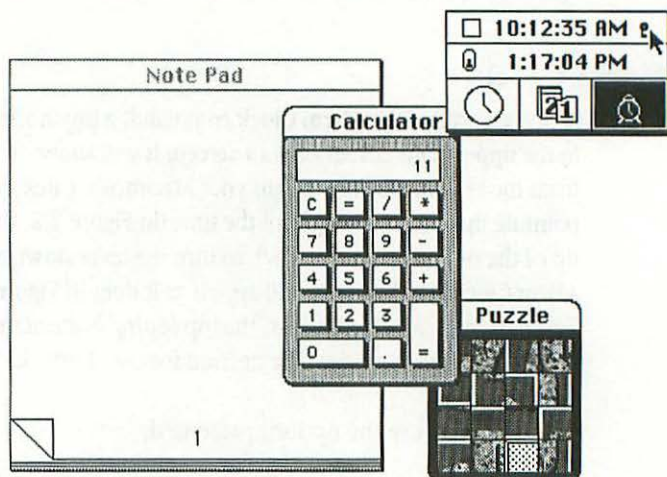 10:12:35 AM
1:17:04 PM
21
Note Pad
1
Calculator
11
C = / *
7 8 9 -
4 5 6 +
1 2 3
0 . =
Puzzle